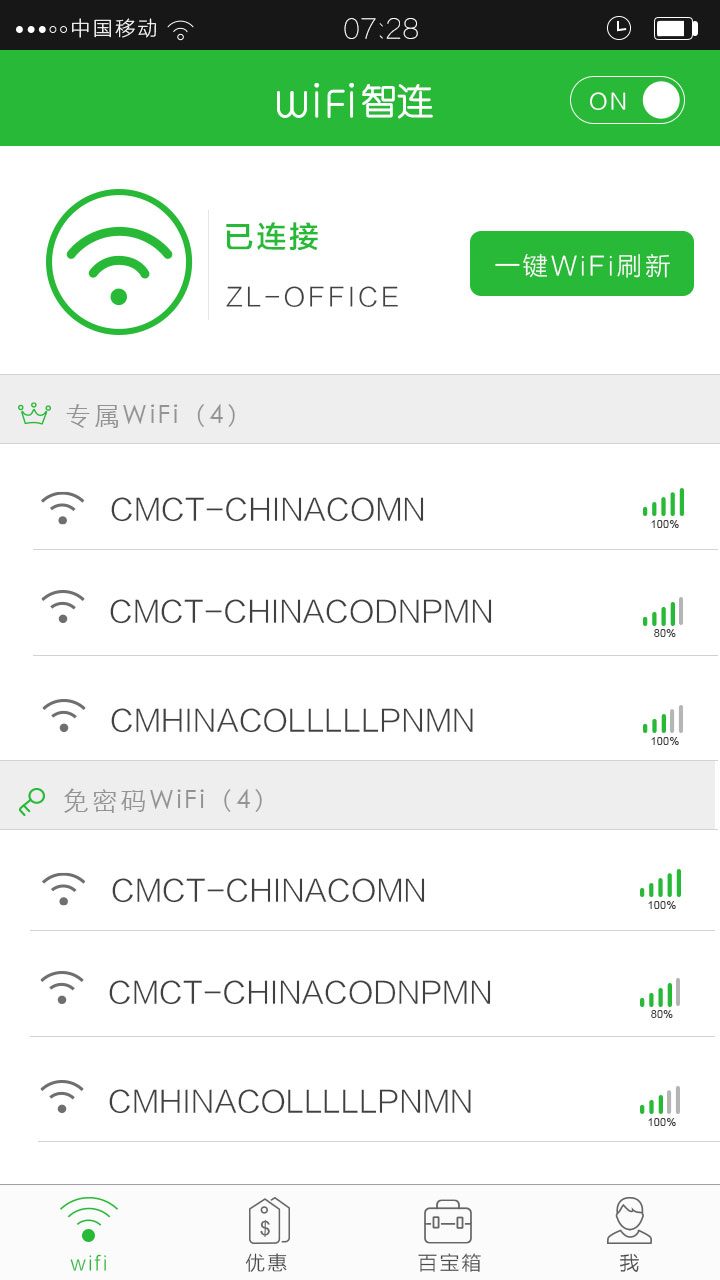 中国移动 07:28
WiFi智连 ON
已连接
ZL-OFFICE
一键WiFi刷新
专属WiFi（4）
CMCT-CHINACOMN 100%
CMCT-CHINACODNPMN 80%
CMHINACOLLLLLPNMN 100%
免密码WiFi（4）
CMCT-CHINACOMN 100%
CMCT-CHINACODNPMN 80%
CMHINACOLLLLLPNMN 100%
$
wifi 优惠 百宝箱 我